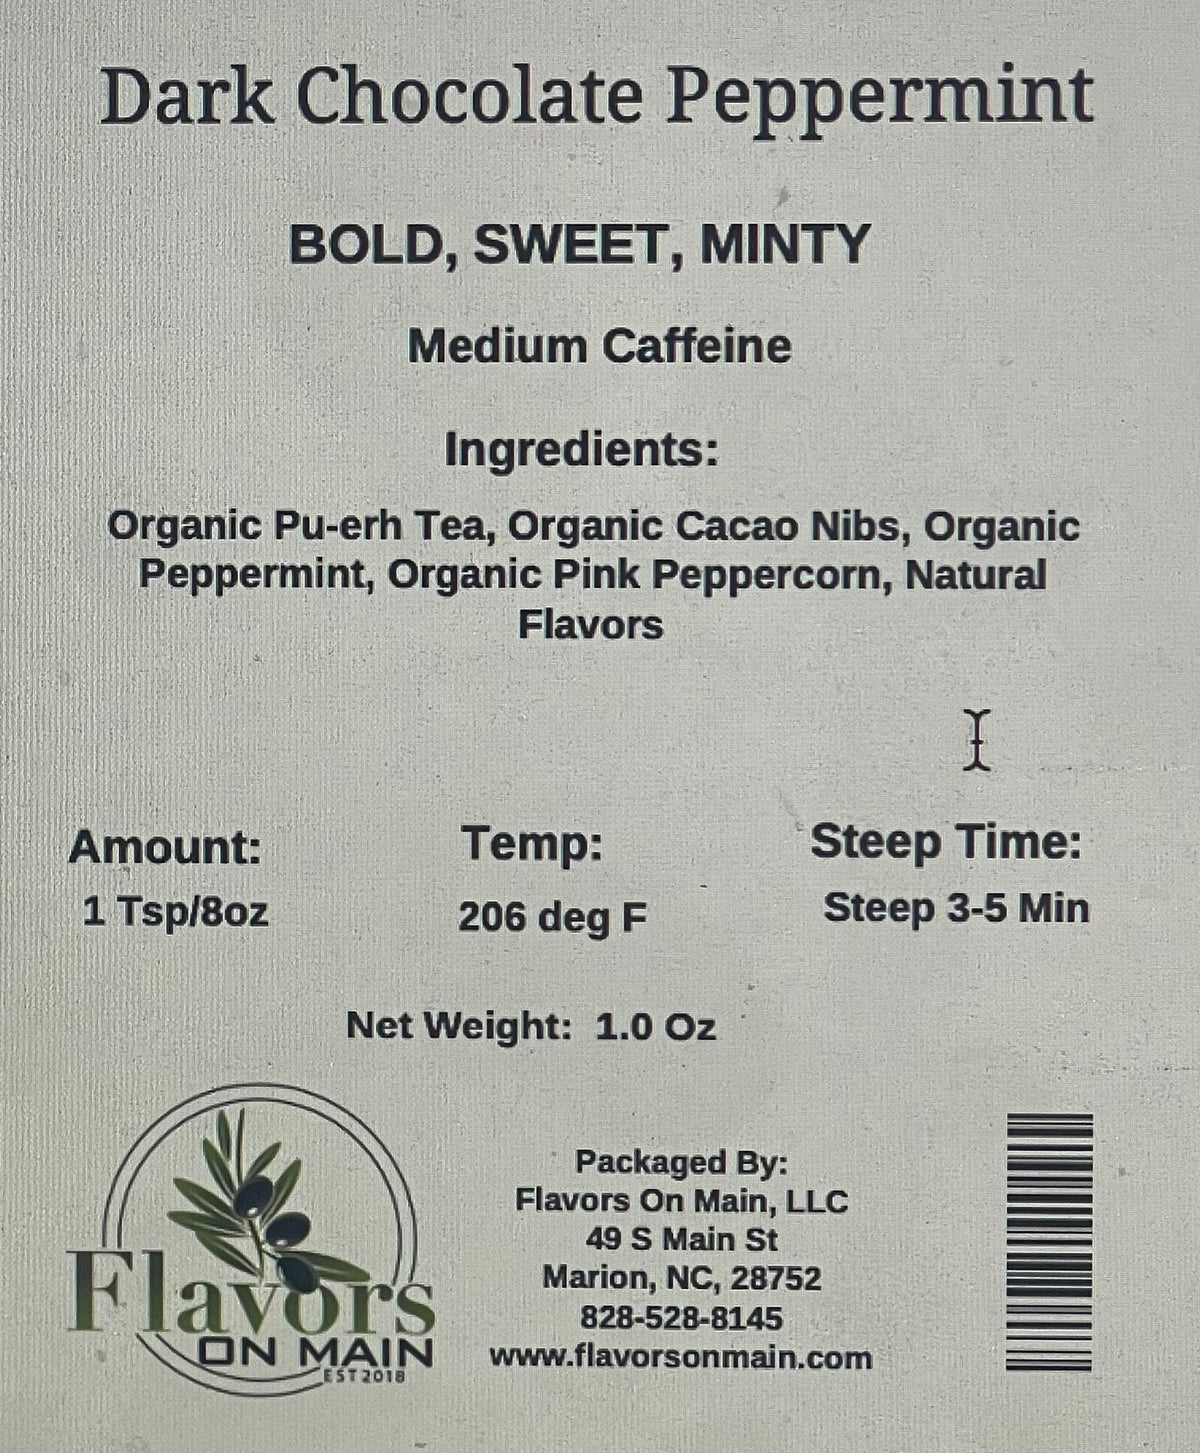 Dark Chocolate Peppermint
BOLD, SWEET, MINTY
Medium Caffeine
Ingredients:
Organic Pu-erh Tea, Organic Cacao Nibs, Organic
Peppermint, Organic Pink Peppercorn, Natural
Flavors
Amount:
1 Tsp/8oz
Temp:
206 deg F
Steep Time:
Steep 3-5 Min
Net Weight: 1.0 Oz
Flavors
ON MAIN
EST 2018
Packaged By:
Flavors On Main, LLC
49 S Main St
Marion, NC, 28752
828-528-8145
www.flavorsonmain.com